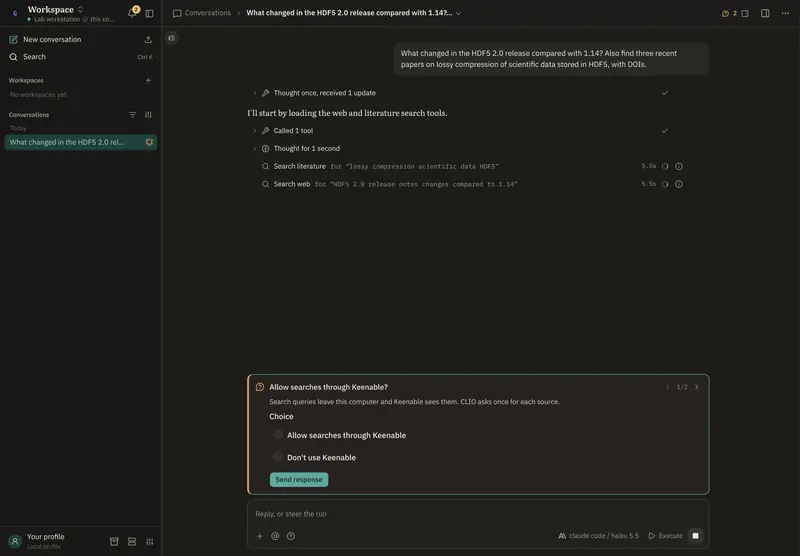 Workspace
Lab workstation @ this co...
2
New conversation
Search
Ctrl K
Workspaces
No workspaces yet
Conversations
Today
What changed in the HDF5 2.0 rel...
Your profile
Local profile
Conversations
What changed in the HDF5 2.0 release compared with 1.14?...
2
What changed in the HDF5 2.0 release compared with 1.14? Also find three recent
papers on lossy compression of scientific data stored in HDF5, with DOIs.
Thought once, received 1 update
I'll start by loading the web and literature search tools.
Called 1 tool
Thought for 1 second
Search literature for "lossy compression scientific data HDF5"
5.5s
Search web for "HDF5 2.0 release notes changes compared to 1.14"
5.5s
Allow searches through Keenable?
1/2
Search queries leave this computer and Keenable sees them. CLIO asks once for each source.
Choice
Allow searches through Keenable
Don't use Keenable
Send response
Reply, or steer the run
claude code / haiku 5.5
Execute